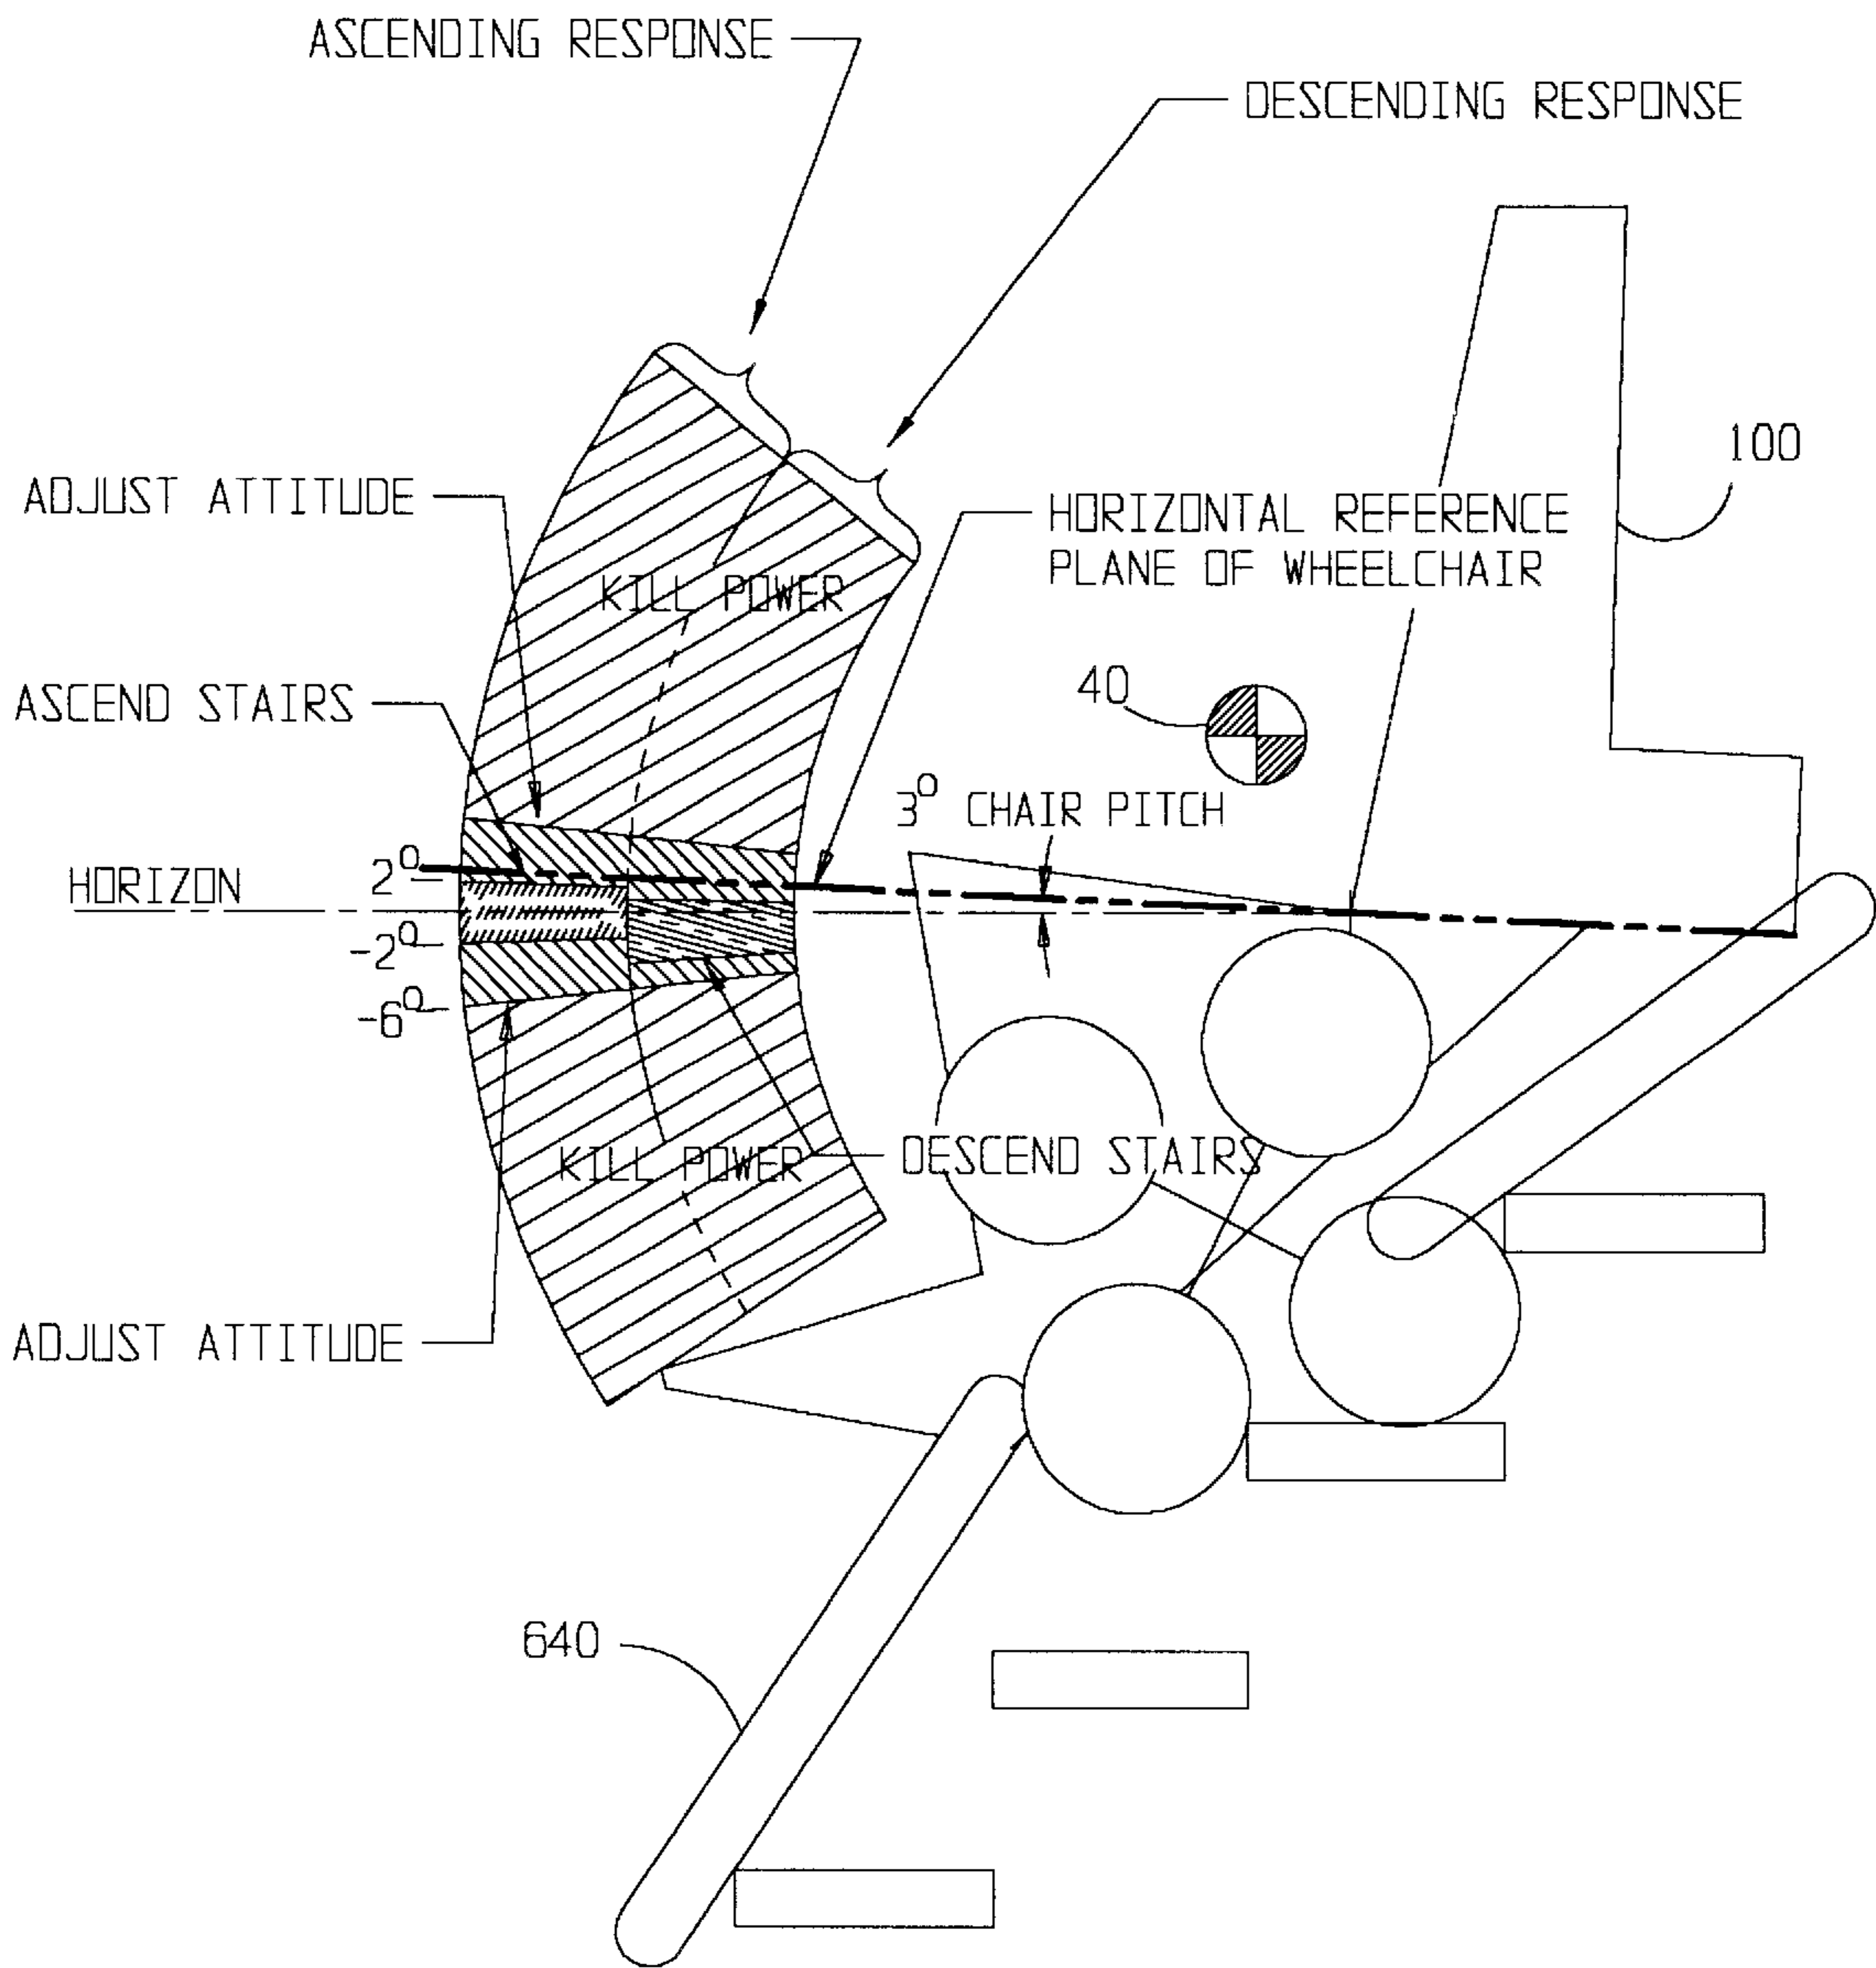 ASCENDING RESPONSE
DESCENDING RESPONSE
100
ADJUST ATTITUDE
HORIZONTAL REFERENCE
PLANE OF WHEELCHAIR
KILL POWER
ASCEND STAIRS
40
3° CHAIR PITCH
2°
HORIZON
-2°
-6°
KILL POWER
DESCEND STAIRS
ADJUST ATTITUDE
640